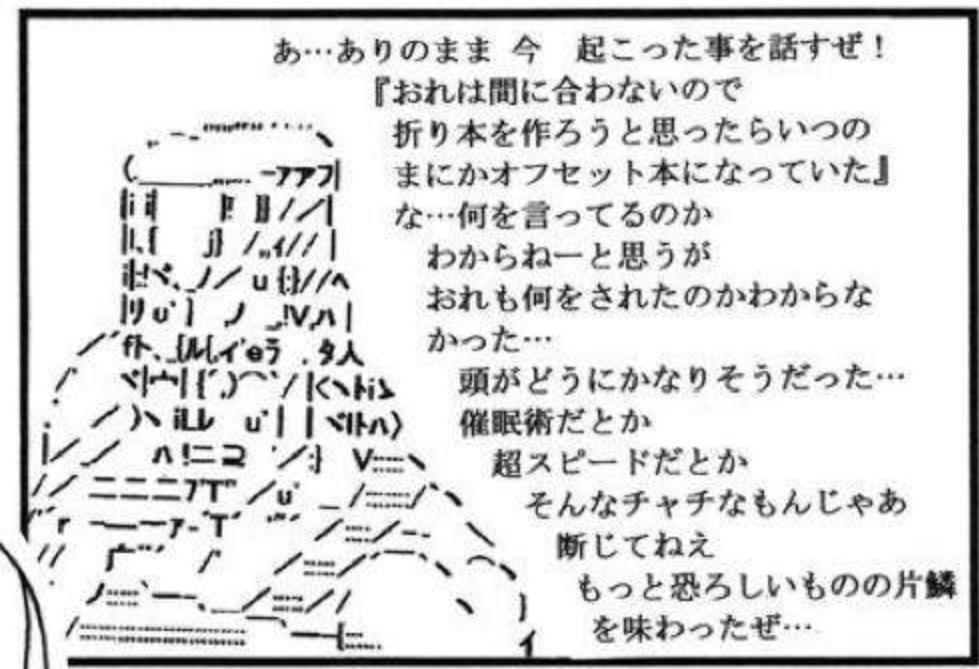 あ…ありのまま 今　起こった事を話すぜ！
『おれは間に合わないので
折り本を作ろうと思ったらいつの
まにかオフセット本になっていた』
な…何を言ってるのか
わからねーと思うが
おれも何をされたのかわからな
かった…
頭がどうにかなりそうだった…
催眠術だとか
超スピードだとか
そんなチャチなもんじゃあ
断じてねえ
もっと恐ろしいものの片鱗
を味わったぜ…